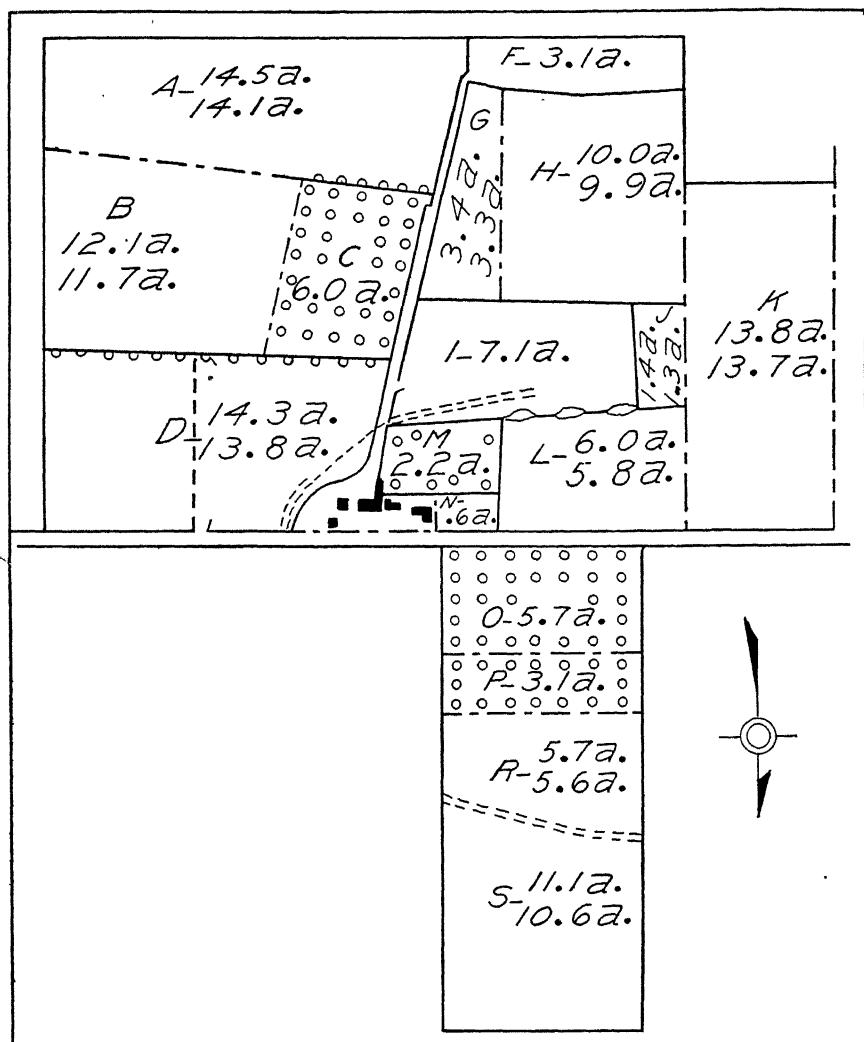 A- 14.5a.
14.1a.
F- 3.1a.
G
3.4a.
3.3a.
H- 10.0a.
9.9a.
B
12.1a.
11.7a.
C
6.0a.
I- 7.1a.
J
1.4a.
1.3a.
K
13.8a.
13.7a.
D- 14.3a.
13.8a.
M
2.2a.
L- 6.0a.
5.8a.
N-
.6a.
O- 5.7a.
P- 3.1a.
R- 5.7a.
5.6a.
S- 11.1a.
10.6a.